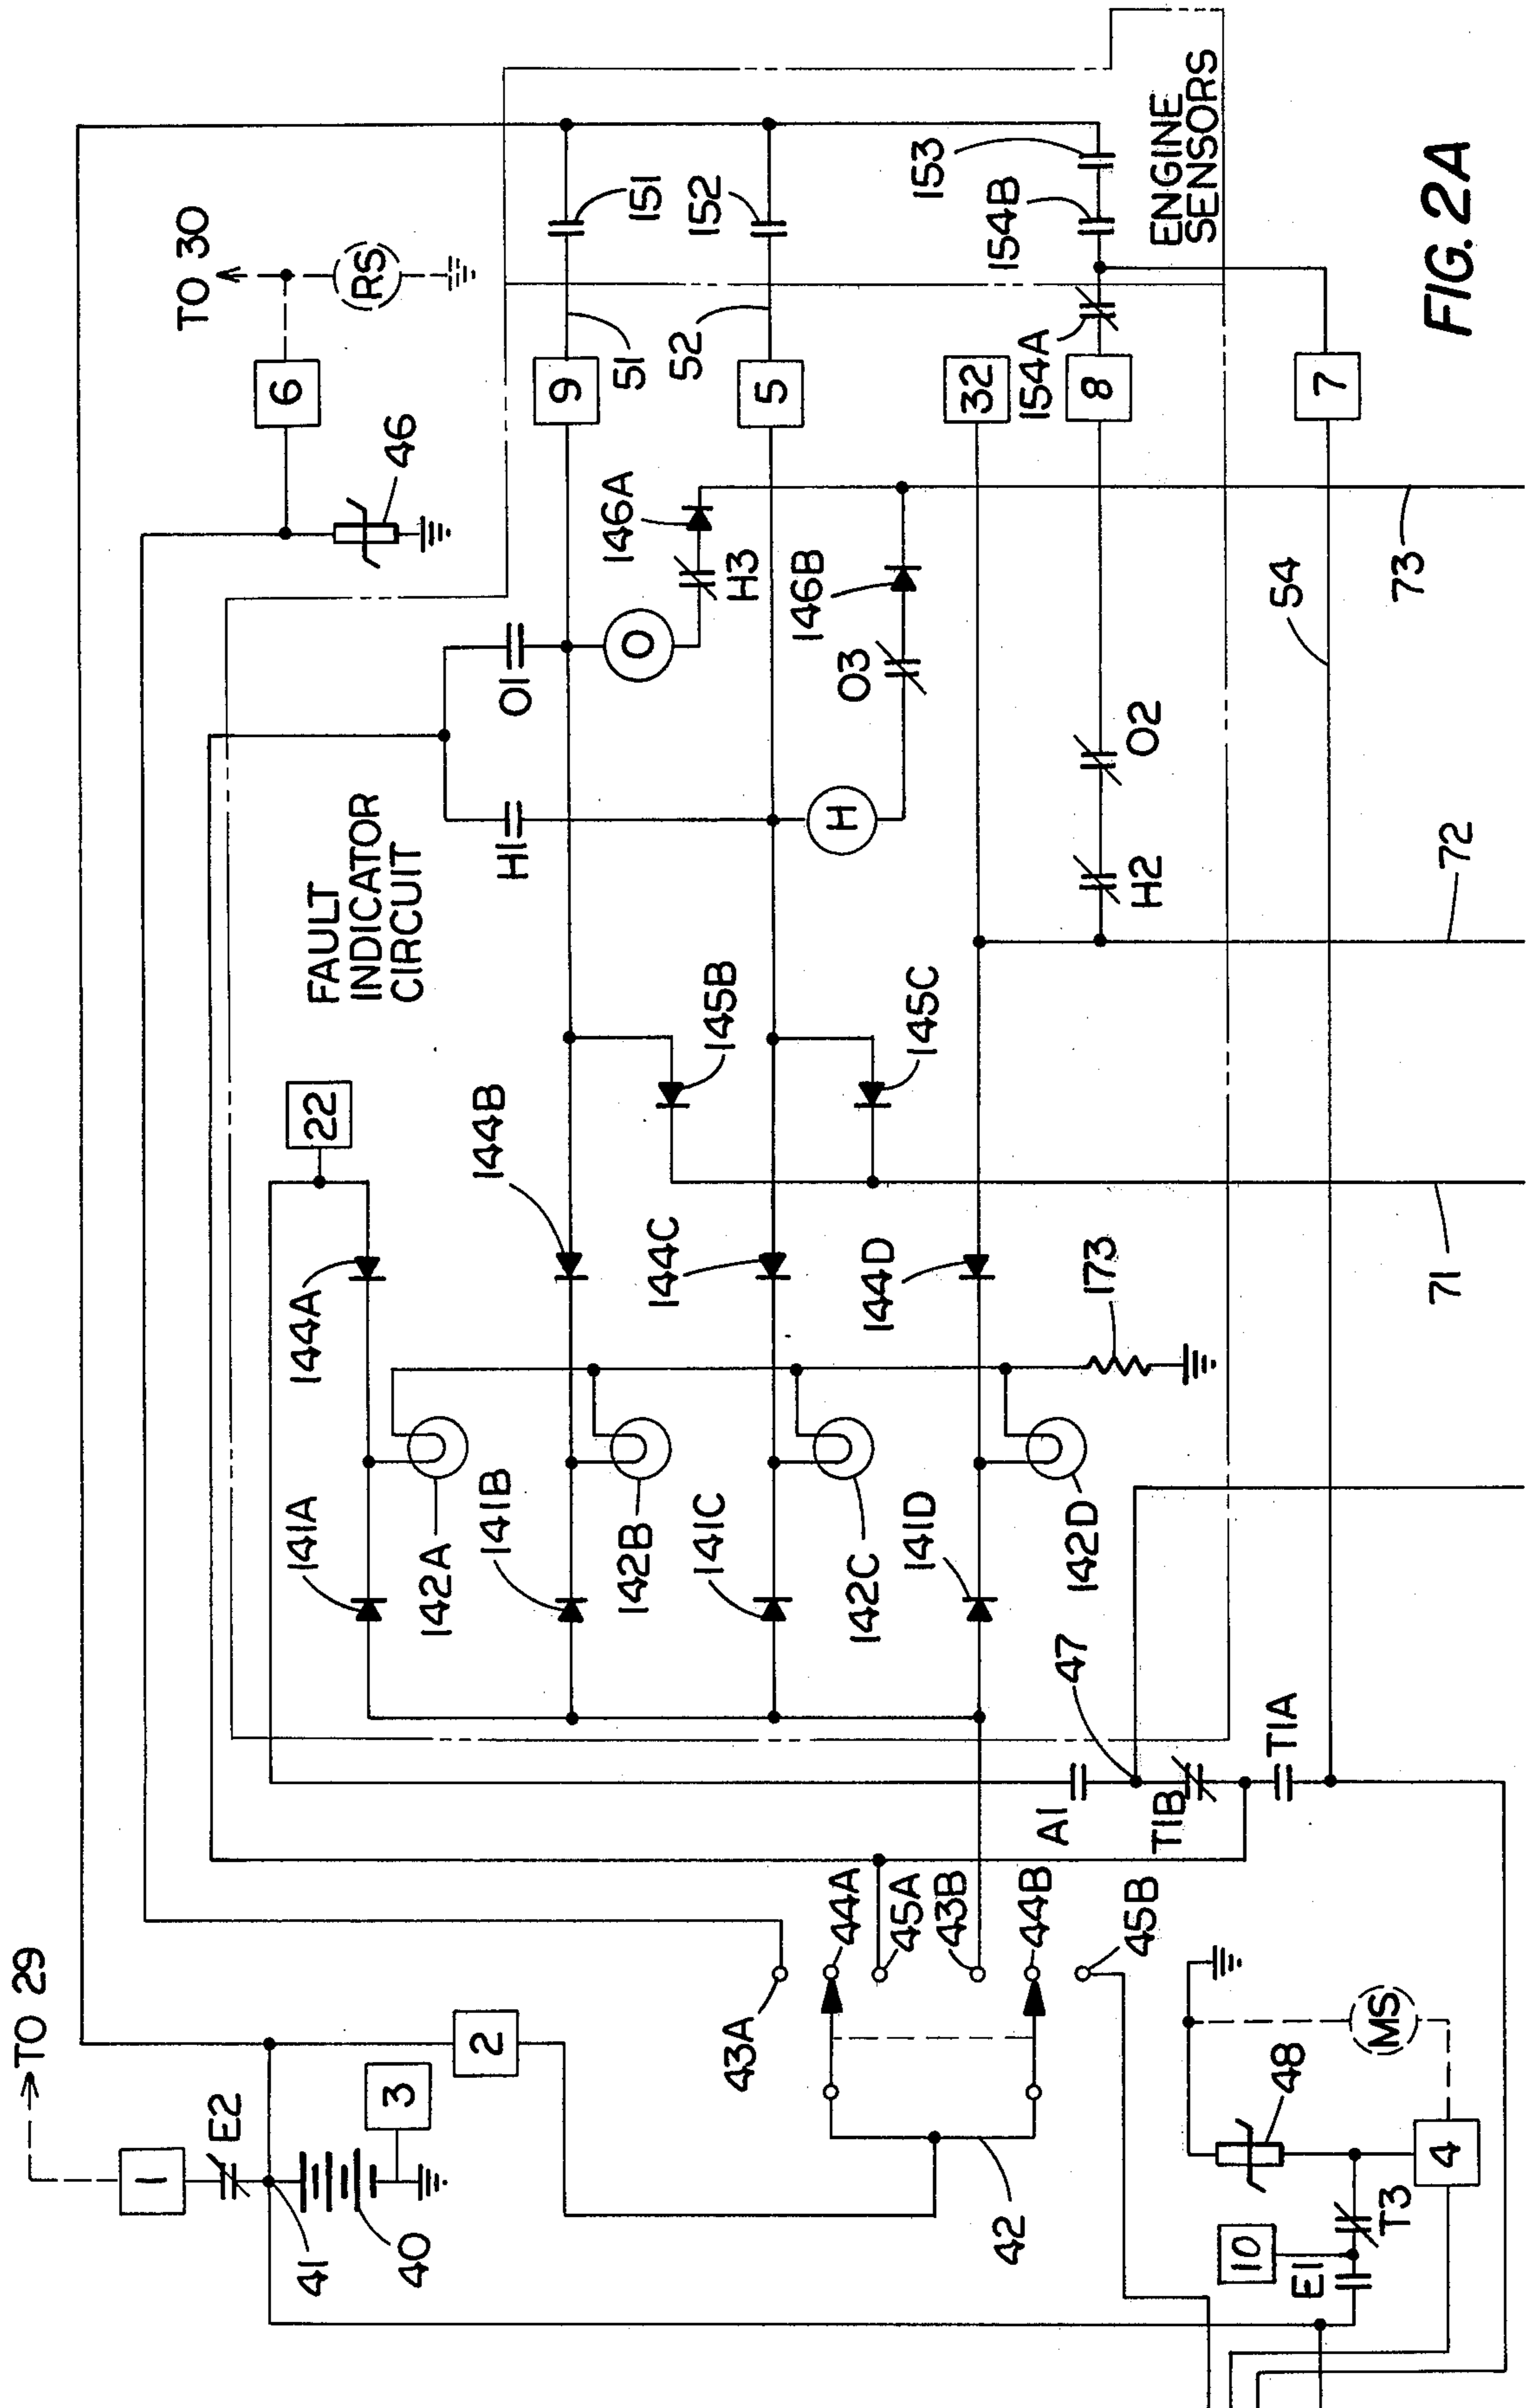 TO 29
1
E2
41
40
3
2
42
10
E1
T3
4
48
MS
43A
44A
45A
43B
44B
45B
A1
47
T1B
T1A
141A
142A
141B
142B
141C
142C
141D
142D
144A
144B
144C
144D
173
22
FAULT
INDICATOR
CIRCUIT
145B
145C
71
72
73
54
H1
O1
O
H
H2
O2
O3
H3
146A
146B
46
6
TO 30
RS
9
5
32
8
7
51
52
151
152
153
154A
154B
ENGINE
SENSORS
FIG. 2A